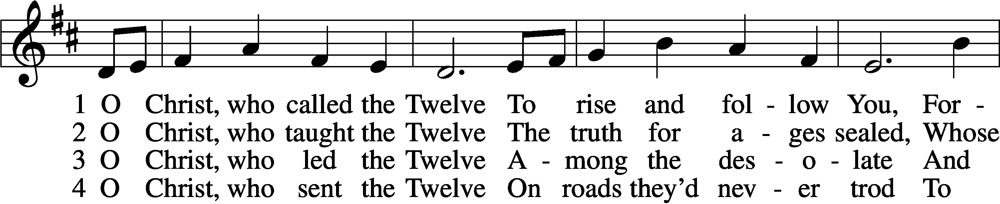 1 O Christ, who called the Twelve To rise and fol - low You, For -
2 O Christ, who taught the Twelve The truth for a - ges sealed, Whose
3 O Christ, who led the Twelve A - mong the des - o - late And
4 O Christ, who sent the Twelve On roads they’d nev - er trod To